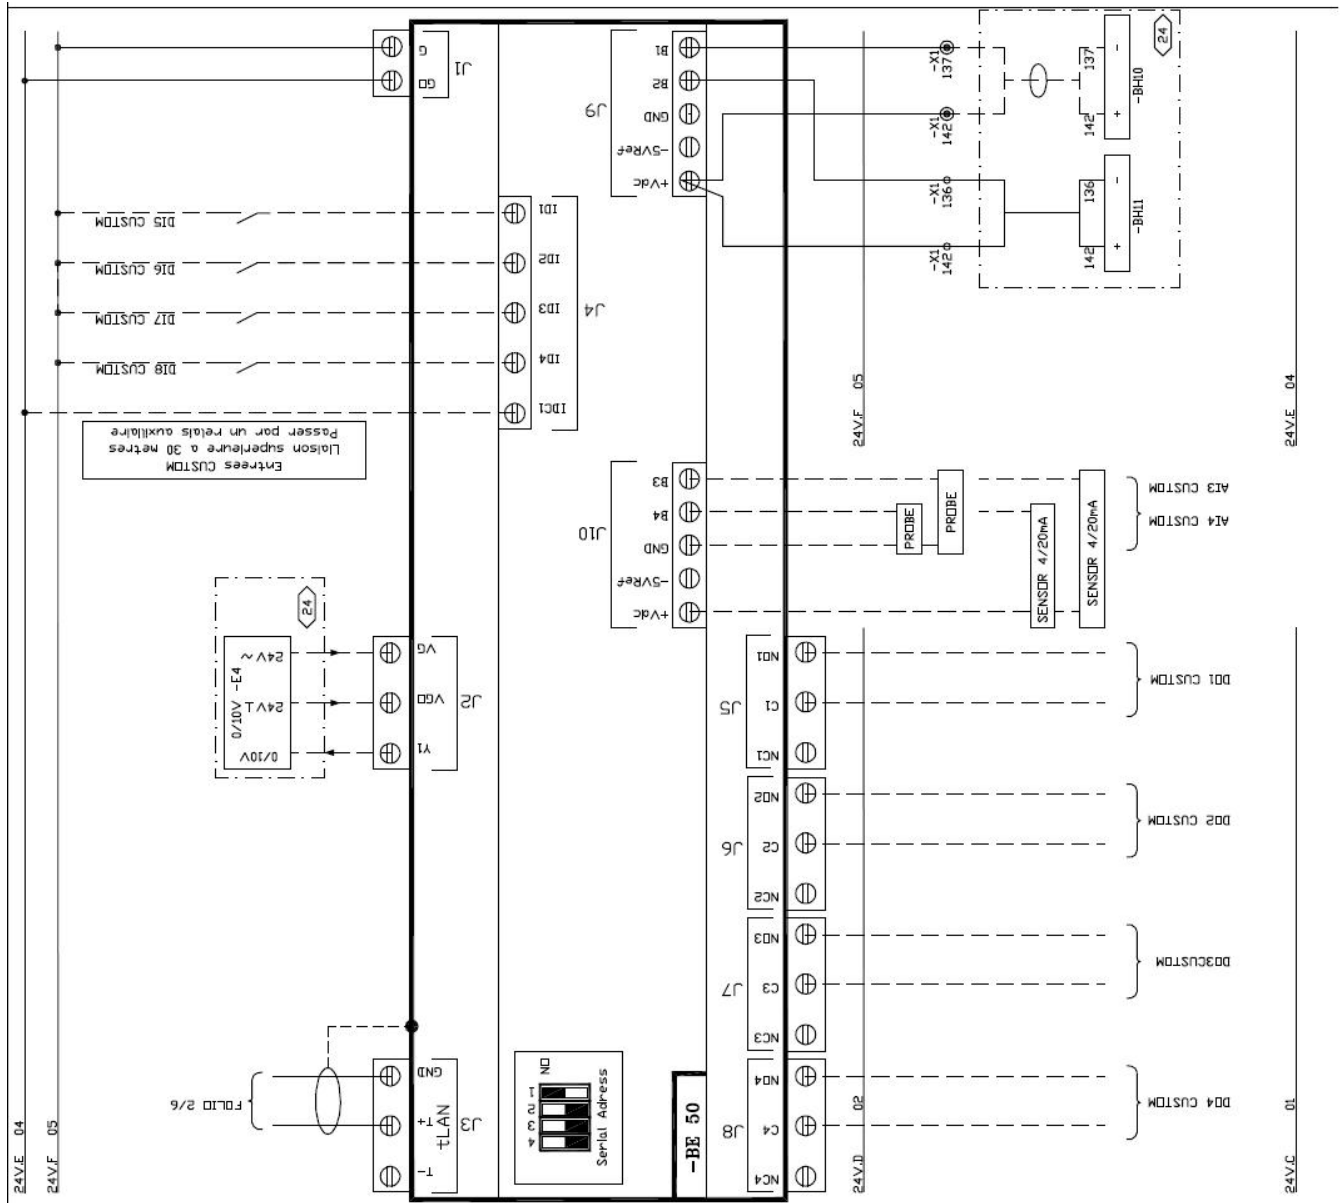 G
G0
J1
B1
B2
GND
-5VRef
+Vdc
J9
-X1
137
-X1
142
-X1
136
-X1
142
24
137
-
142
+
-BH10
136
-
142
+
-BH11
DI5 CUSTOM
DI6 CUSTOM
DI7 CUSTOM
DI8 CUSTOM
ID1
ID2
ID3
ID4
IDC1
J4
Entrees CUSTOM
Liaison superieure a 30 metres
Passer par un relais auxiliaire
24V.F 05
24V.E 04
B3
B4
GND
-5VRef
+Vdc
J10
PROBE
PROBE
SENSOR 4/20mA
SENSOR 4/20mA
AI3 CUSTOM
AI4 CUSTOM
24
24V ~
24V ⊥
0/10V
0/10V -E4
VG
VG0
Y1
J2
NO1
C1
NC1
J5
DO1 CUSTOM
NO2
C2
NC2
J6
DO2 CUSTOM
NO3
C3
NC3
J7
DO3CUSTOM
NO4
C4
NC4
J8
DO4 CUSTOM
FOLIO 2/6
GND
T+
T-
J3
tLAN
ON
1
2
3
4
Serial Adress
-BE 50
24V.E 04
24V.F 05
24V.D 02
24V.C 01